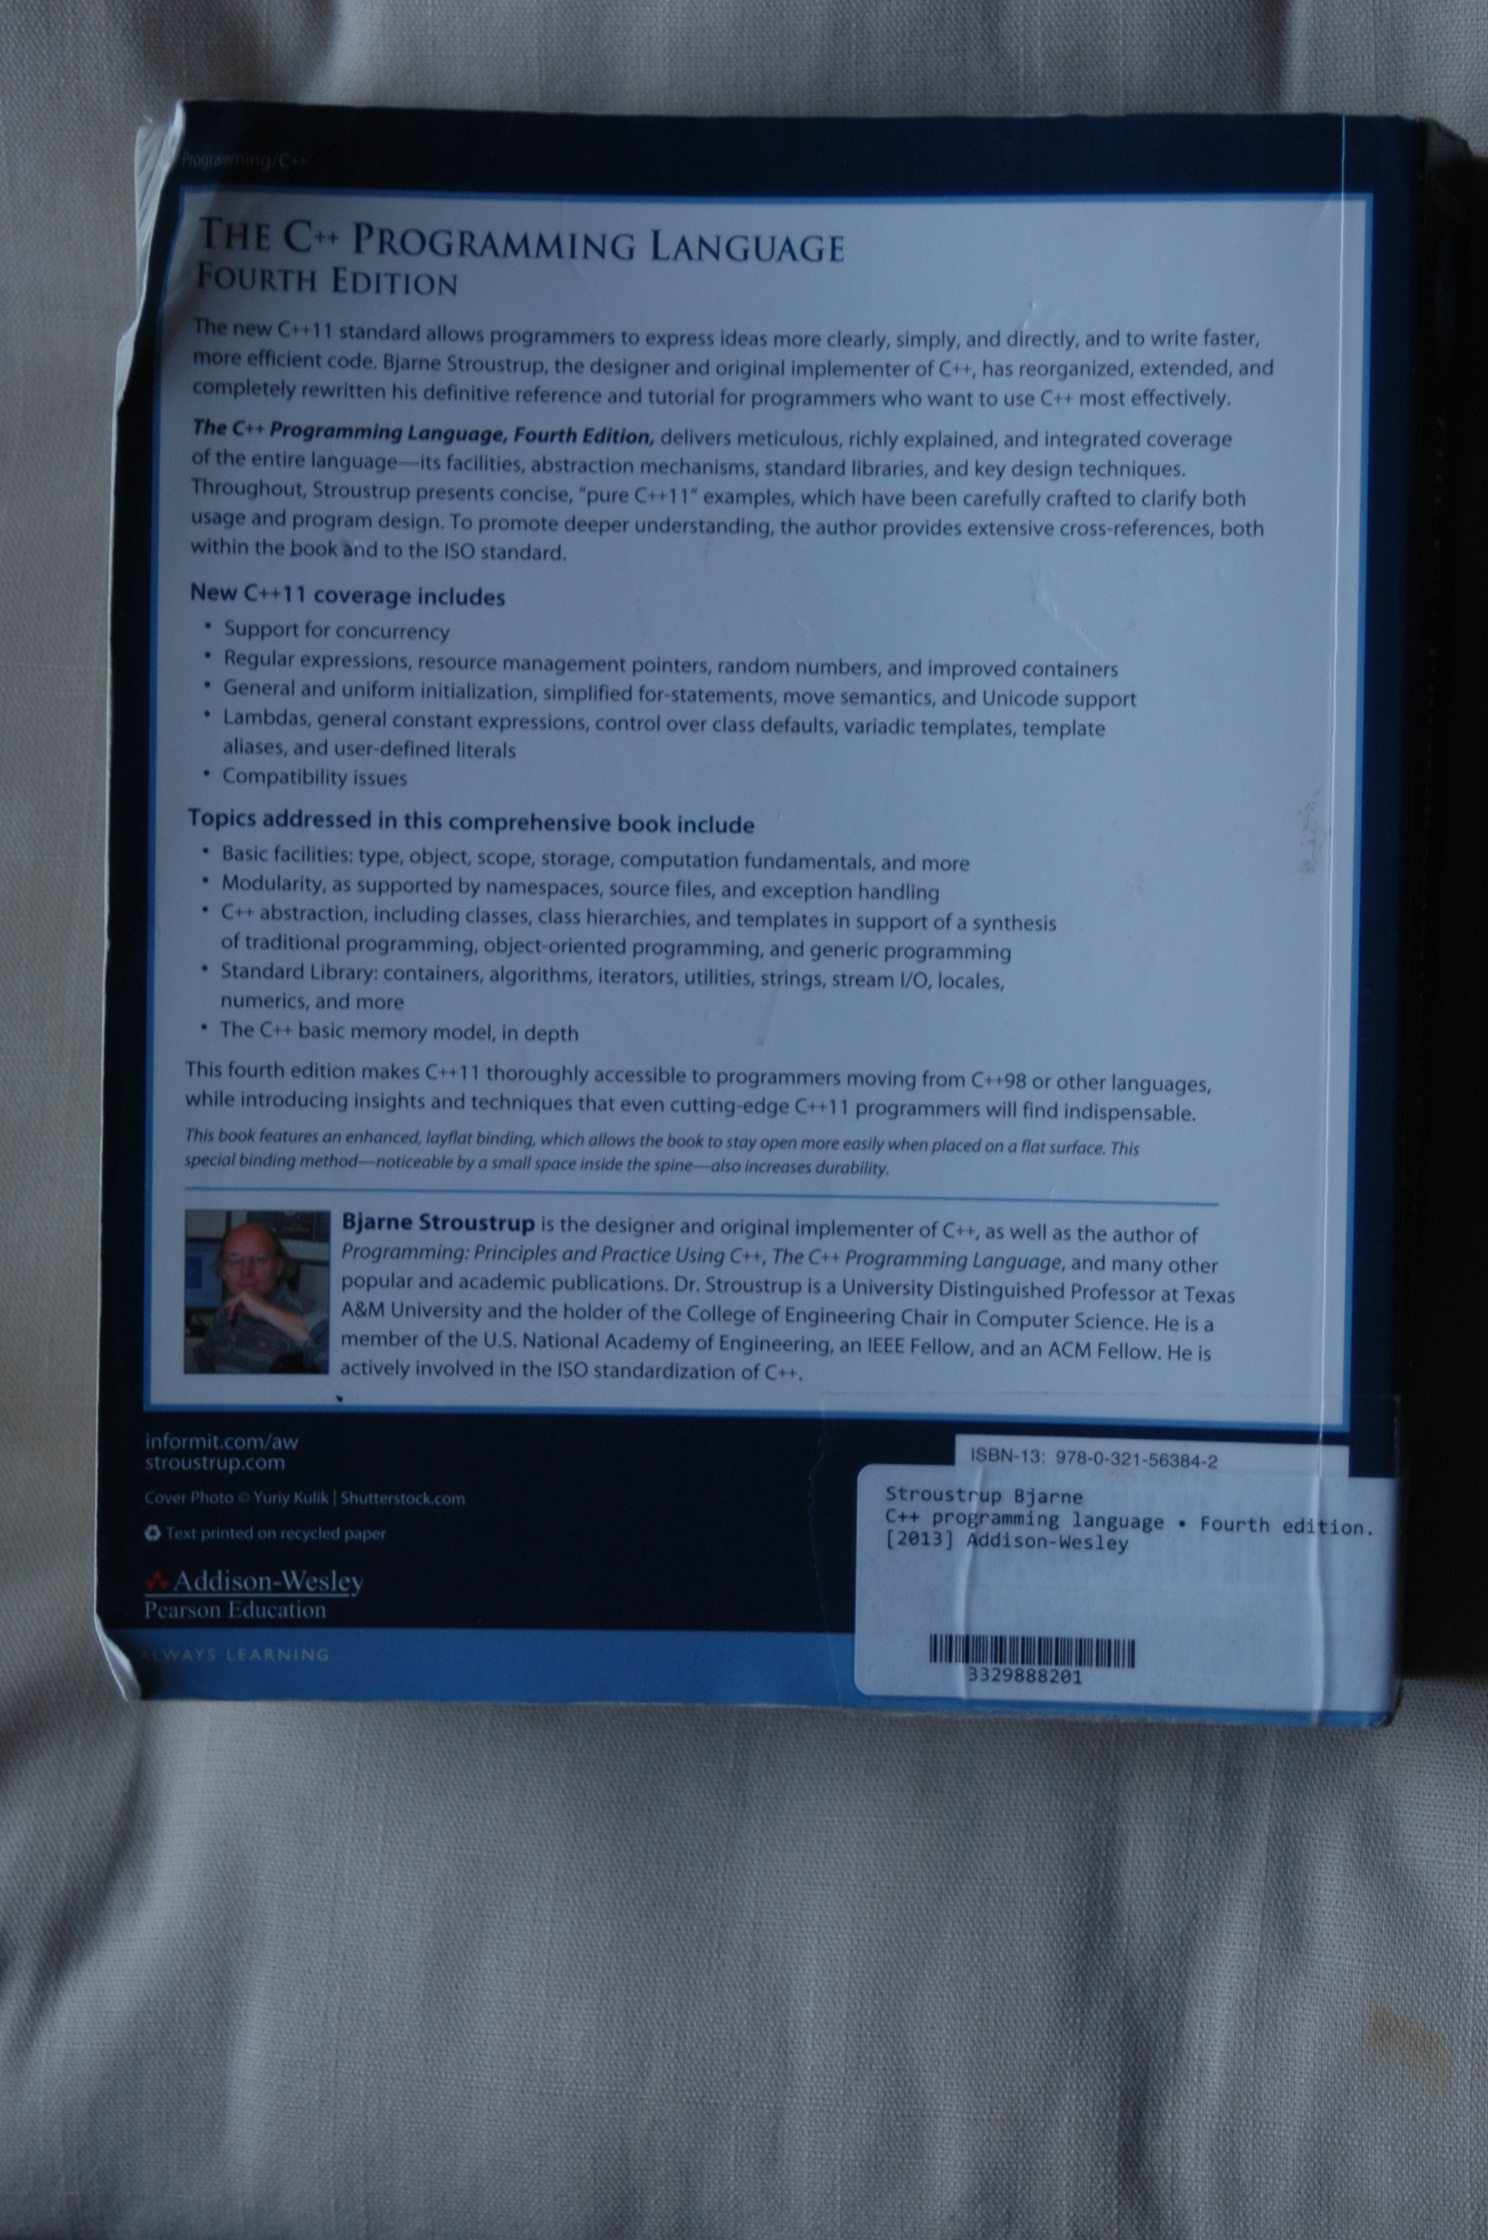 Programming/C++
THE C++ PROGRAMMING LANGUAGE
FOURTH EDITION
The new C++11 standard allows programmers to express ideas more clearly, simply, and directly, and to write faster,
more efficient code. Bjarne Stroustrup, the designer and original implementer of C++, has reorganized, extended, and
completely rewritten his definitive reference and tutorial for programmers who want to use C++ most effectively.
The C++ Programming Language, Fourth Edition, delivers meticulous, richly explained, and integrated coverage
of the entire language—its facilities, abstraction mechanisms, standard libraries, and key design techniques.
Throughout, Stroustrup presents concise, "pure C++11" examples, which have been carefully crafted to clarify both
usage and program design. To promote deeper understanding, the author provides extensive cross-references, both
within the book and to the ISO standard.
New C++11 coverage includes
• Support for concurrency
• Regular expressions, resource management pointers, random numbers, and improved containers
• General and uniform initialization, simplified for-statements, move semantics, and Unicode support
• Lambdas, general constant expressions, control over class defaults, variadic templates, template
aliases, and user-defined literals
• Compatibility issues
Topics addressed in this comprehensive book include
• Basic facilities: type, object, scope, storage, computation fundamentals, and more
• Modularity, as supported by namespaces, source files, and exception handling
• C++ abstraction, including classes, class hierarchies, and templates in support of a synthesis
of traditional programming, object-oriented programming, and generic programming
• Standard Library: containers, algorithms, iterators, utilities, strings, stream I/O, locales,
numerics, and more
• The C++ basic memory model, in depth
This fourth edition makes C++11 thoroughly accessible to programmers moving from C++98 or other languages,
while introducing insights and techniques that even cutting-edge C++11 programmers will find indispensable.
This book features an enhanced, layflat binding, which allows the book to stay open more easily when placed on a flat surface. This
special binding method—noticeable by a small space inside the spine—also increases durability.
Bjarne Stroustrup is the designer and original implementer of C++, as well as the author of
Programming: Principles and Practice Using C++, The C++ Programming Language, and many other
popular and academic publications. Dr. Stroustrup is a University Distinguished Professor at Texas
A&M University and the holder of the College of Engineering Chair in Computer Science. He is a
member of the U.S. National Academy of Engineering, an IEEE Fellow, and an ACM Fellow. He is
actively involved in the ISO standardization of C++.
informit.com/aw
stroustrup.com
Cover Photo © Yuriy Kulik | Shutterstock.com
Text printed on recycled paper
Addison-Wesley
Pearson Education
ALWAYS LEARNING
ISBN-13: 978-0-321-56384-2
Stroustrup Bjarne
C++ programming language • Fourth edition.
[2013] Addison-Wesley
3329888201